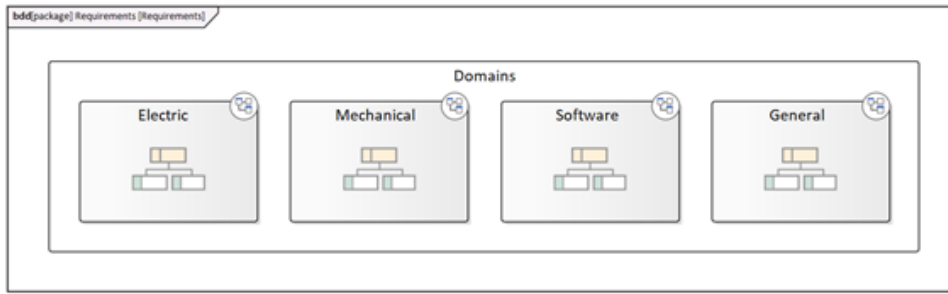 bdd[package] Requirements [Requirements]
Domains
Electric
Mechanical
Software
General